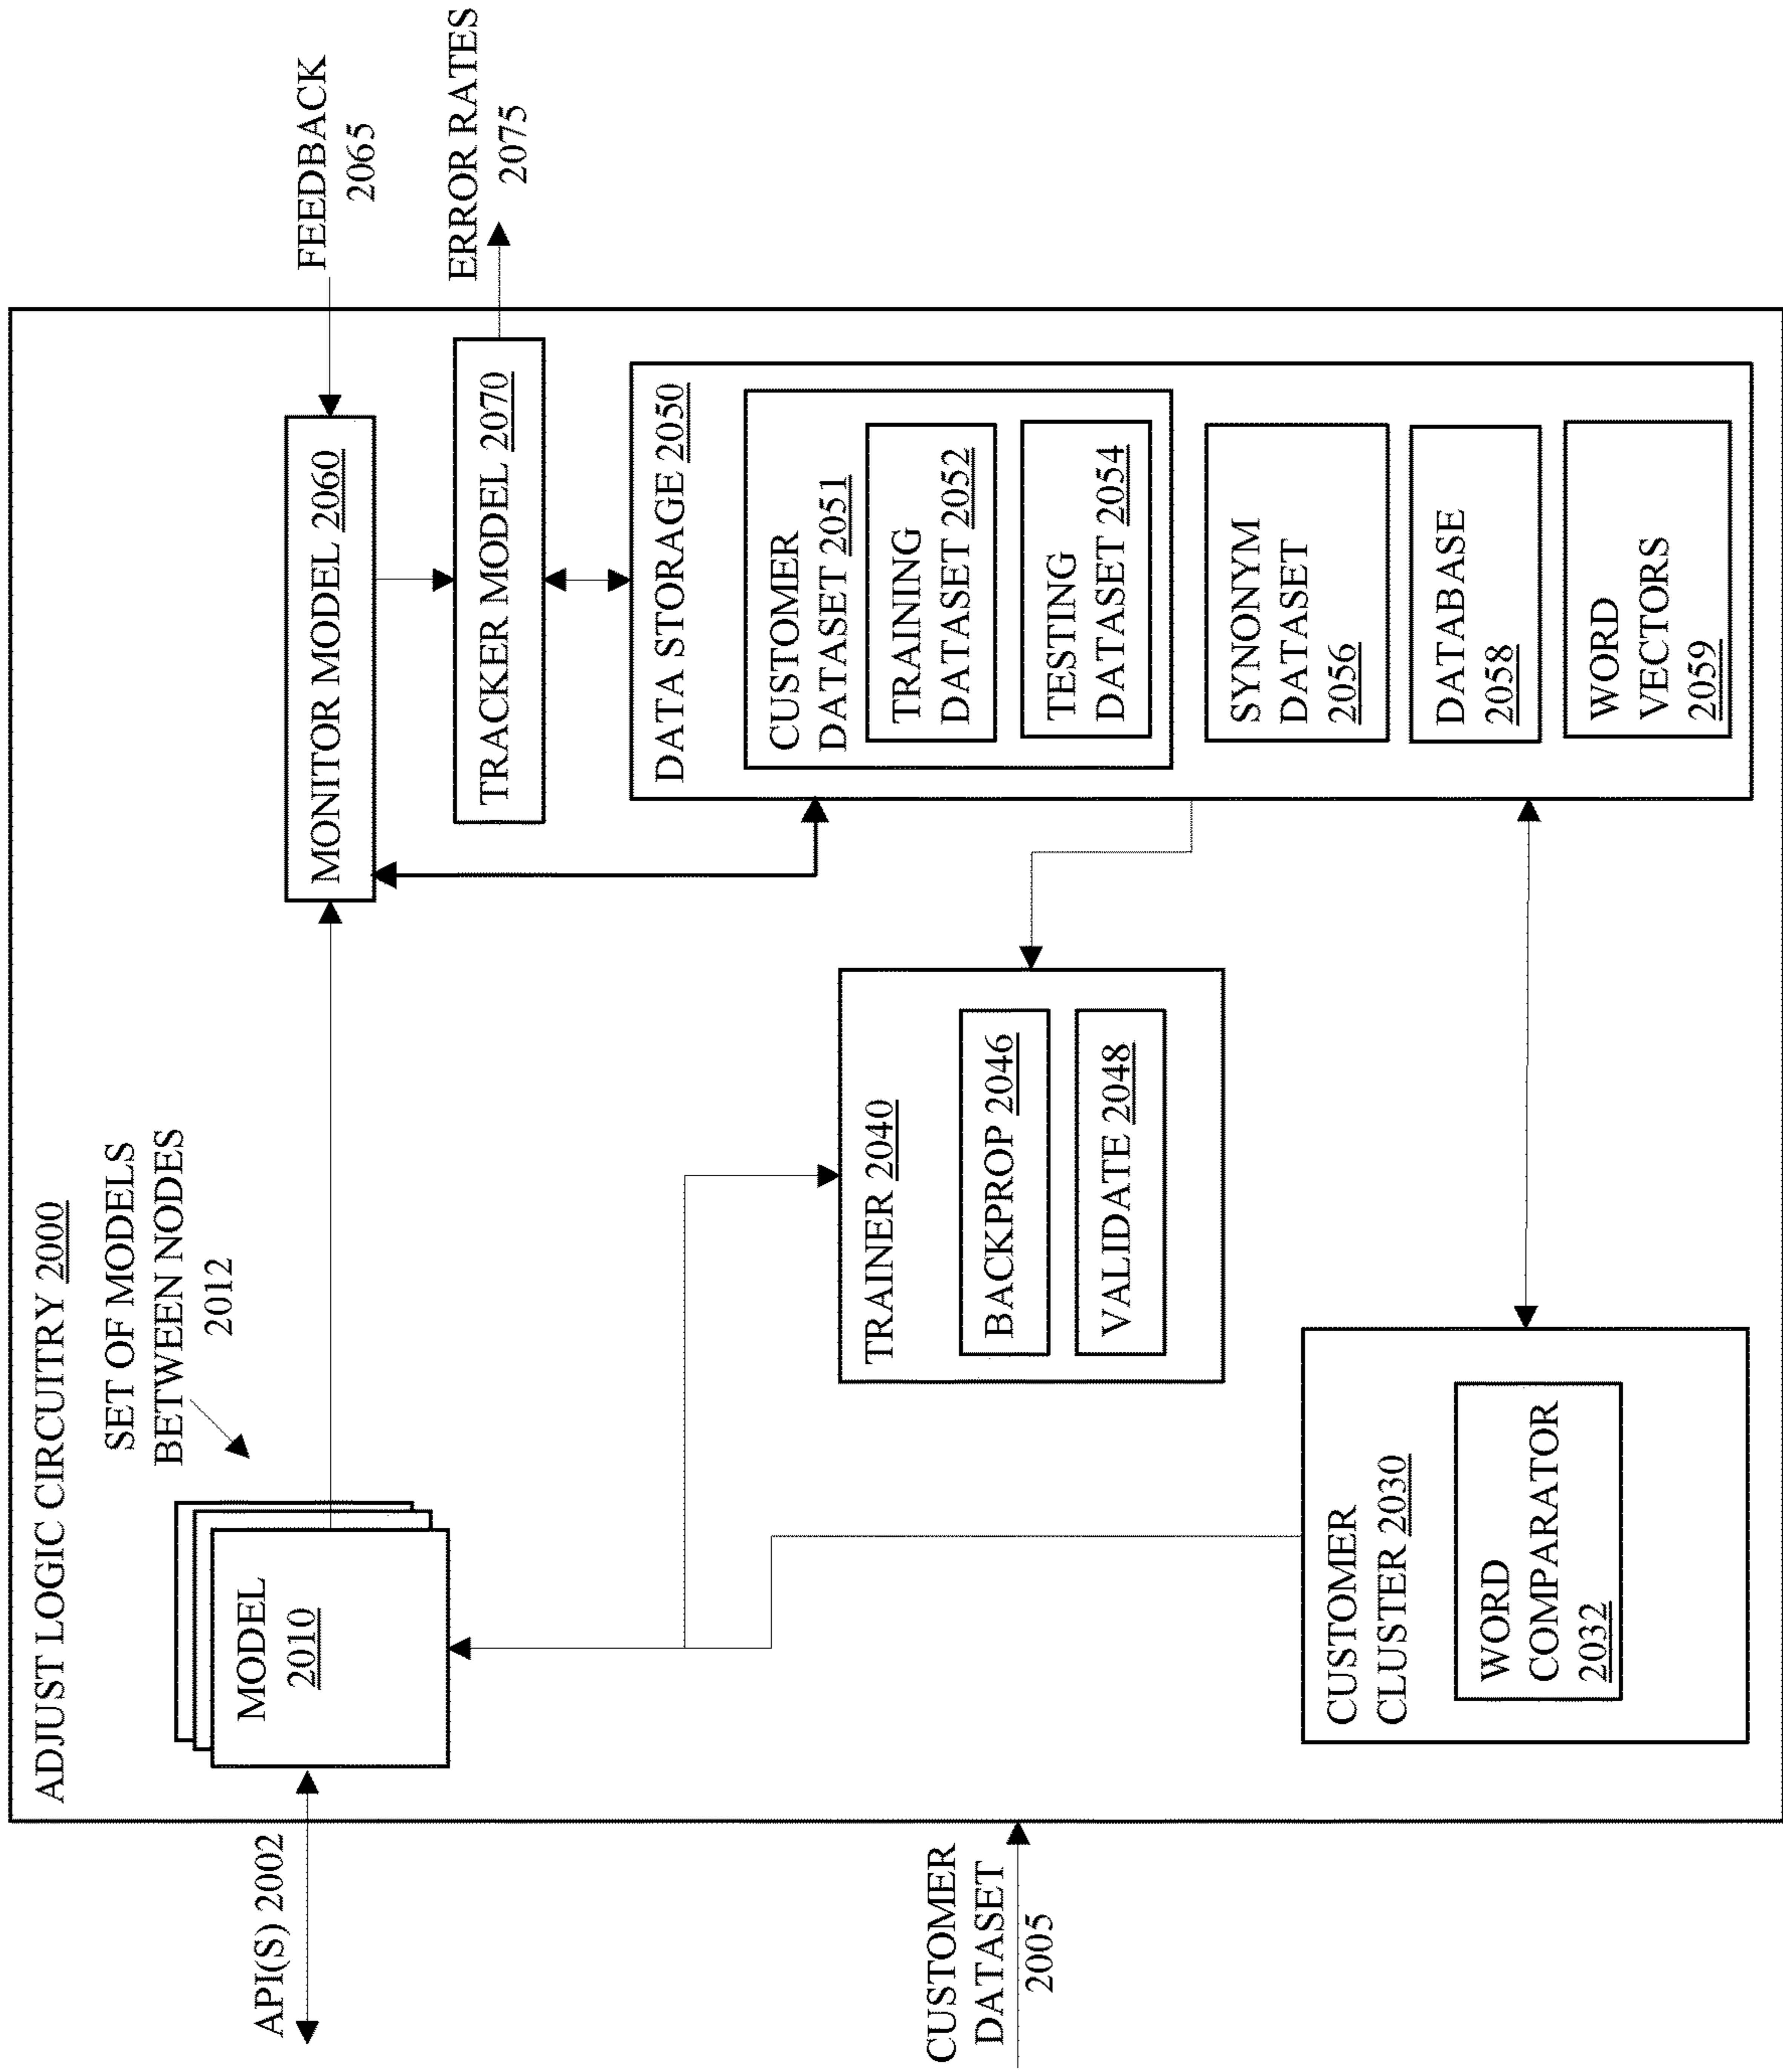 ADJUST LOGIC CIRCUITRY 2000
SET OF MODELS
BETWEEN NODES
2012
API(S) 2002
MODEL
2010
MONITOR MODEL 2060
FEEDBACK
2065
TRACKER MODEL 2070
ERROR RATES
2075
CUSTOMER
DATASET
2005
TRAINER 2040
BACKPROP 2046
VALIDATE 2048
DATA STORAGE 2050
CUSTOMER
DATASET 2051
TRAINING
DATASET 2052
TESTING
DATASET 2054
SYNONYM
DATASET
2056
DATABASE
2058
WORD
VECTORS
2059
CUSTOMER
CLUSTER 2030
WORD
COMPARATOR
2032